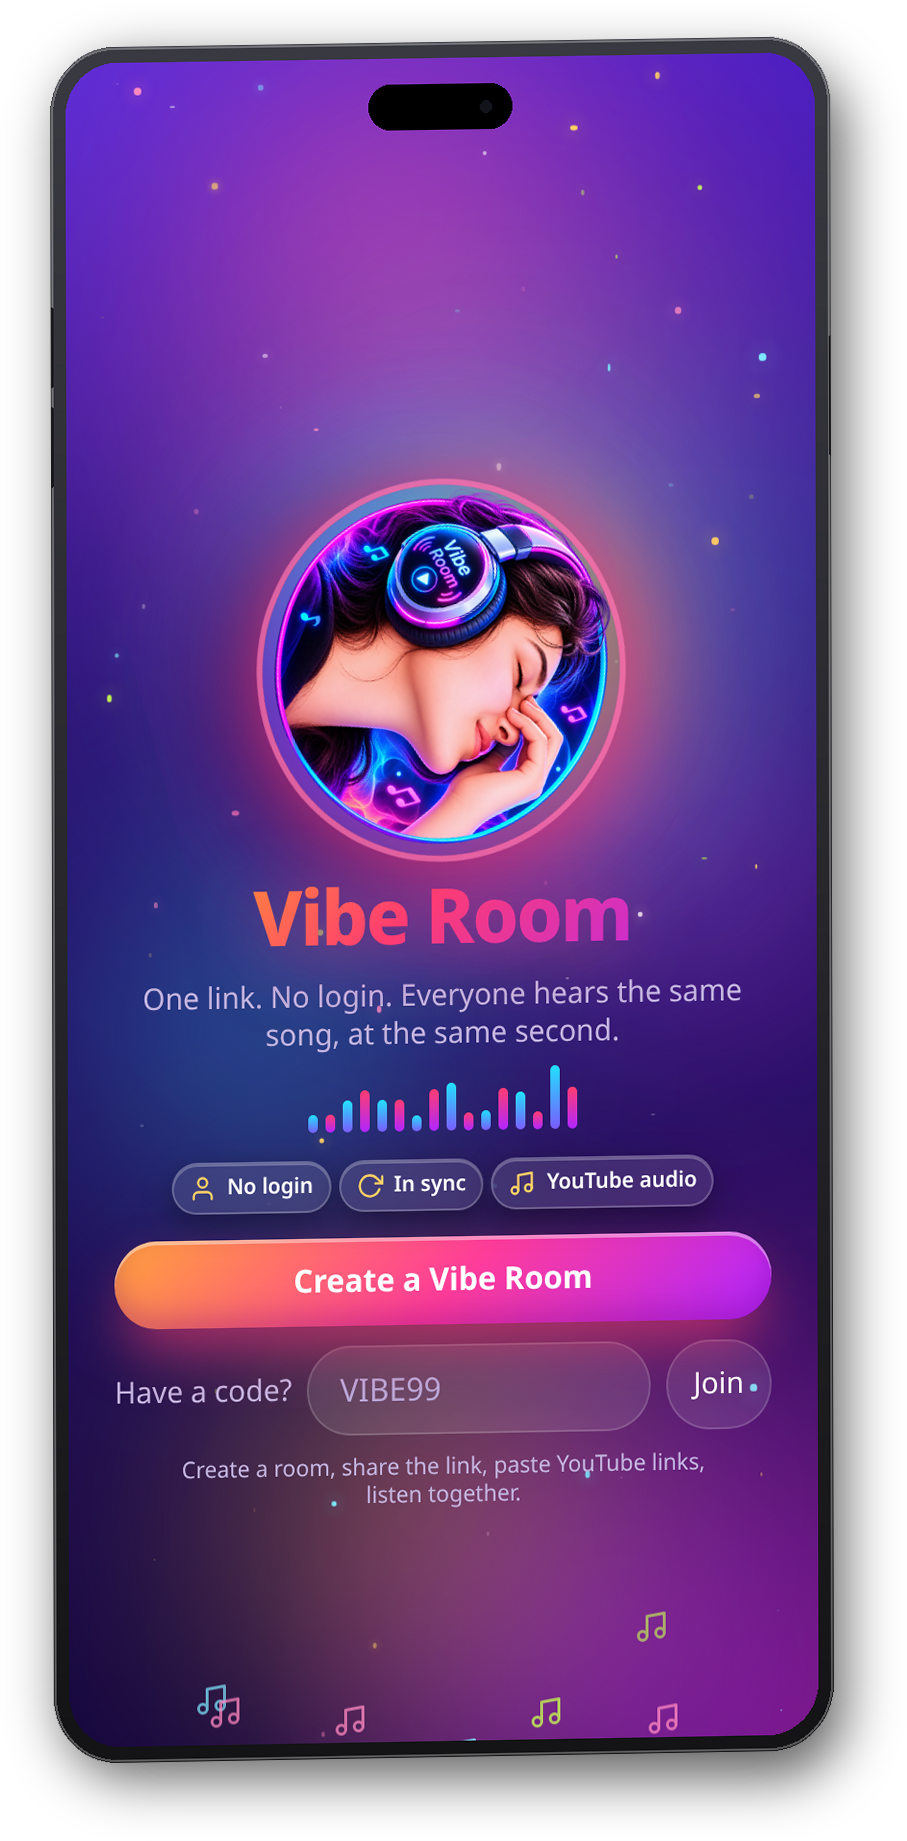 Vibe
Room
Vibe Room
One link. No login. Everyone hears the same
song, at the same second.
No login
In sync
YouTube audio
Create a Vibe Room
Have a code?
VIBE99
Join
Create a room, share the link, paste YouTube links,
listen together.